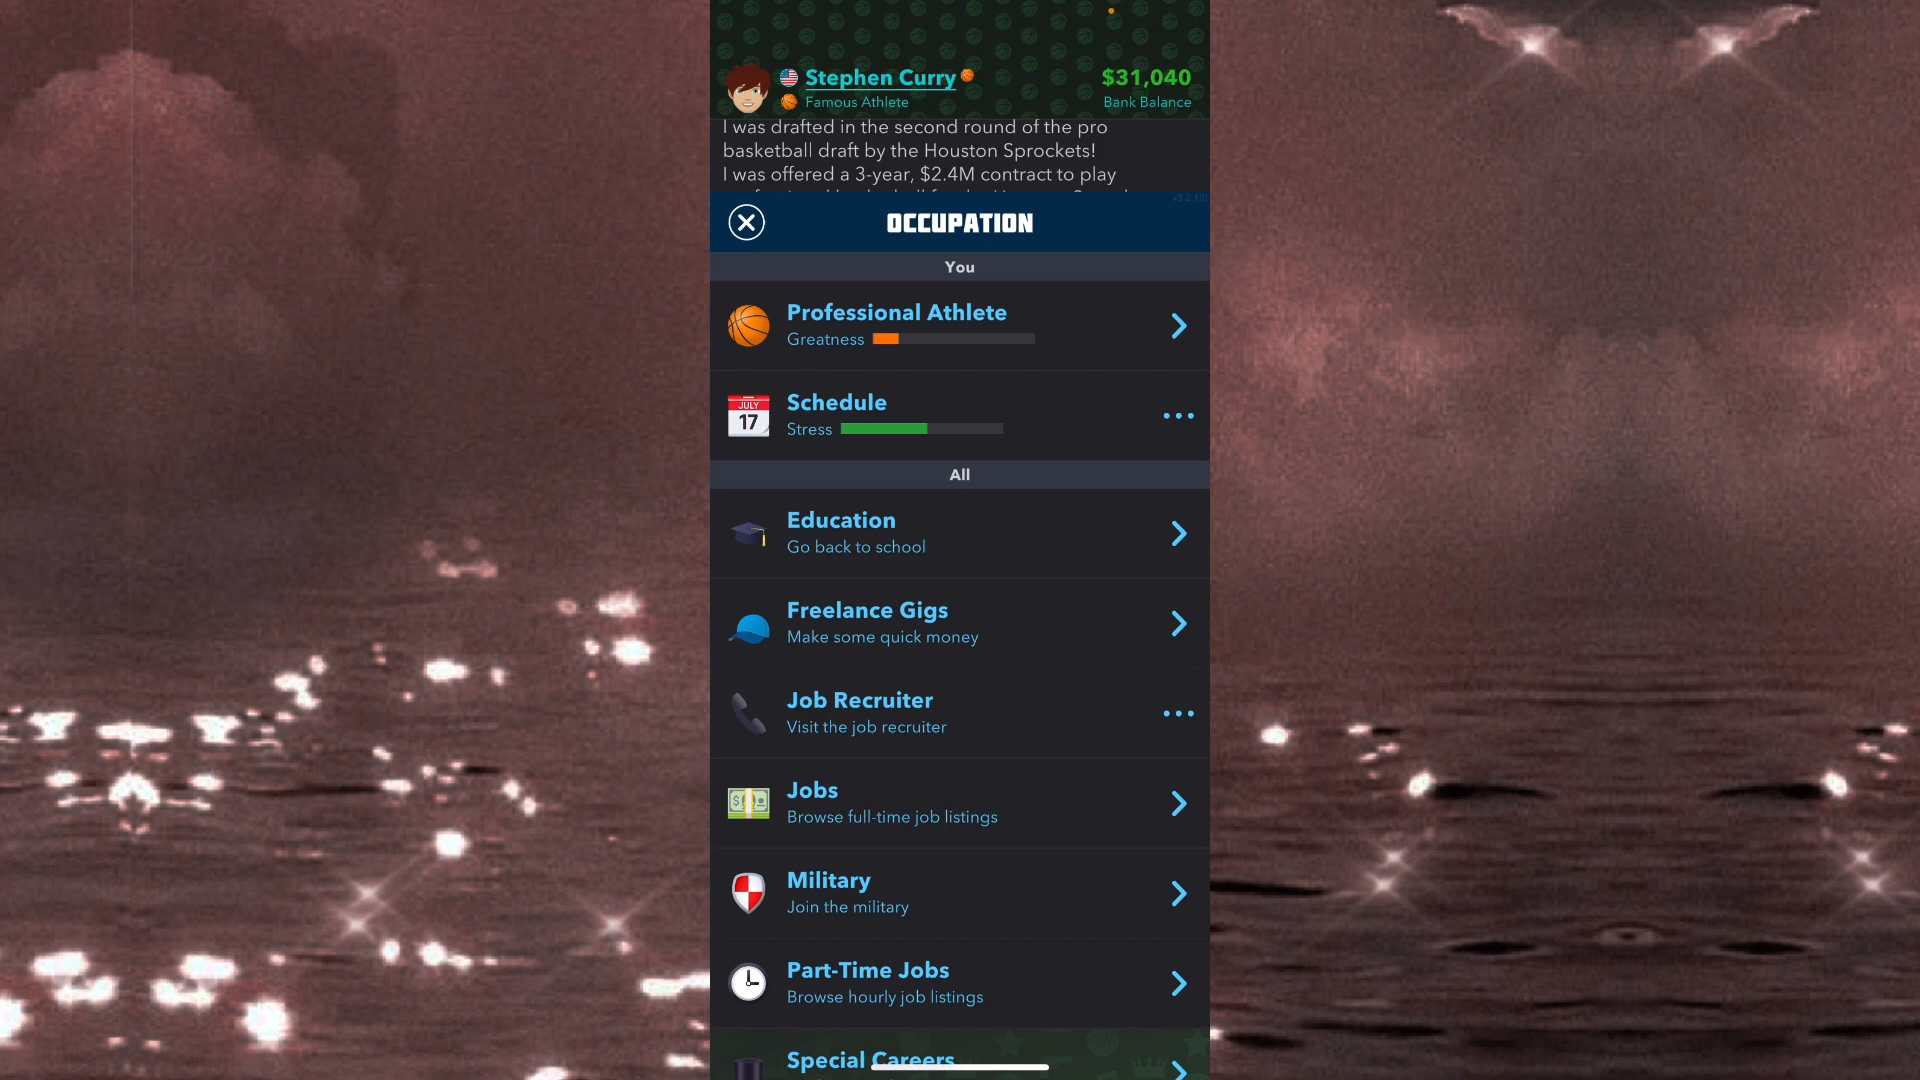 Stephen Curry
$31,040
Famous Athlete
Bank Balance
I was drafted in the second round of the pro
basketball draft by the Houston Sprockets!
I was offered a 3-year, $2.4M contract to play
v3.2.13
OCCUPATION
You
Professional Athlete
Greatness
JULY
17
Schedule
Stress
All
Education
Go back to school
Freelance Gigs
Make some quick money
Job Recruiter
Visit the job recruiter
Jobs
Browse full-time job listings
Military
Join the military
Part-Time Jobs
Browse hourly job listings
Special Careers